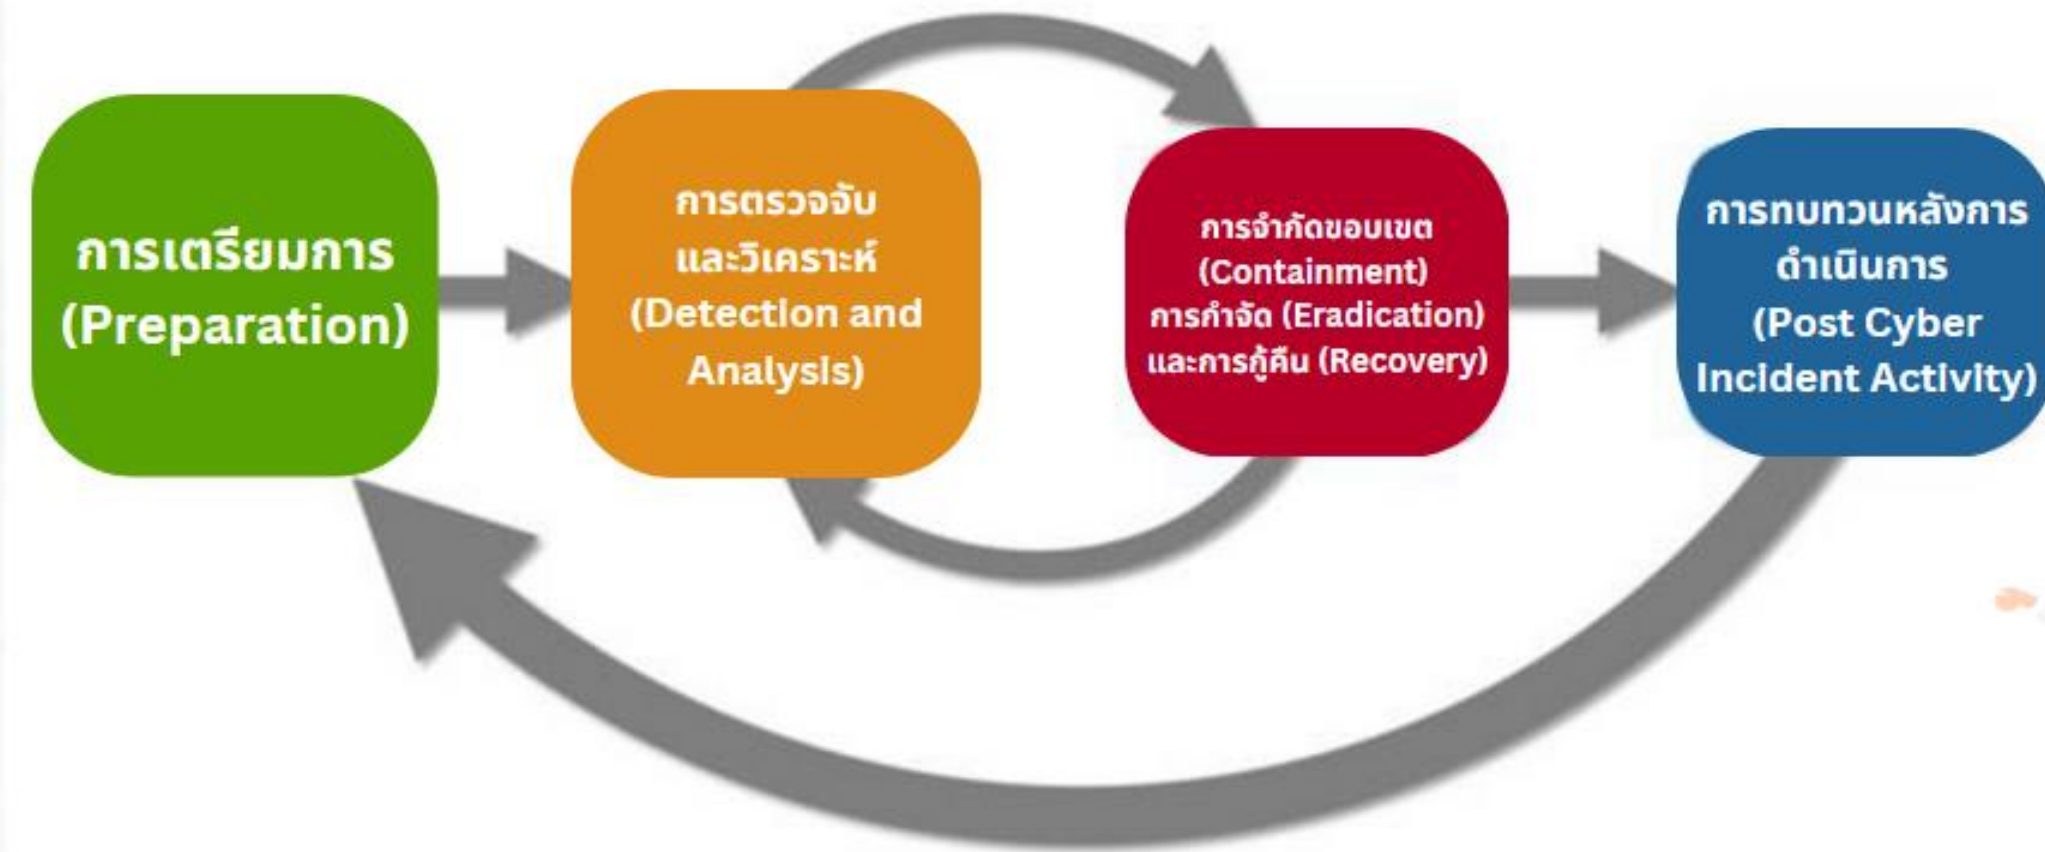 การเตรียมการ
(Preparation)
การตรวจจับ
และวิเคราะห์
(Detection and
Analysis)
การจำกัดขอบเขต
(Containment)
การกำจัด (Eradication)
และการกู้คืน (Recovery)
การทบทวนหลังการ
ดำเนินการ
(Post Cyber
Incident Activity)